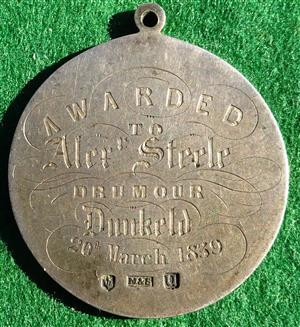 AWARDED
TO
Alexr Steele
DRUMOUR
Dunkeld
20th March 1839
M&S